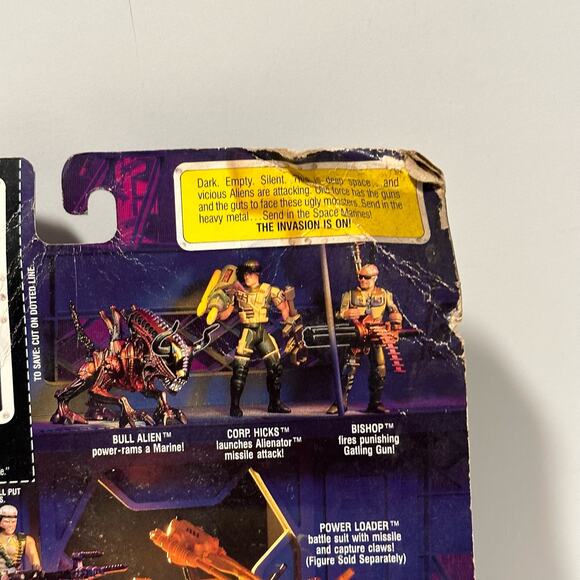 Dark. Empty. Silent. This is deep space... and
vicious Aliens are attacking. One force has the guns
and the guts to face these ugly monsters. Send in the
heavy metal... Send in the Space Marines!
THE INVASION IS ON!
TO SAVE: CUT ON DOTTED LINE
BULL ALIEN™
power-rams a Marine!
CORP. HICKS™
launches Alienator™
missile attack!
BISHOP™
fires punishing
Gatling Gun!
e."
LL PUT
S.
POWER LOADER™
battle suit with missile
and capture claws!
(Figure Sold Separately)